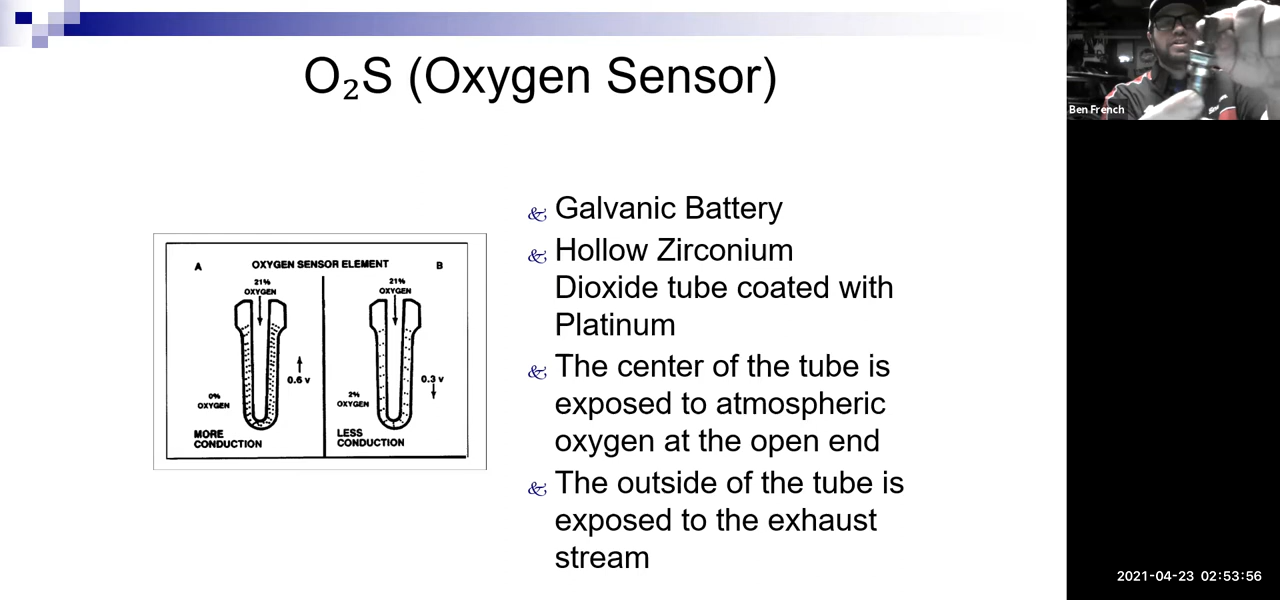 O₂S (Oxygen Sensor)
Ben French
& Galvanic Battery
& Hollow Zirconium
Dioxide tube coated with
Platinum
& The center of the tube is
exposed to atmospheric
oxygen at the open end
& The outside of the tube is
exposed to the exhaust
stream
A OXYGEN SENSOR ELEMENT B
21%
OXYGEN
0.6 v
0%
OXYGEN
MORE
CONDUCTION
21%
OXYGEN
0.3 v
2%
OXYGEN
LESS
CONDUCTION
2021-04-23 02:53:56